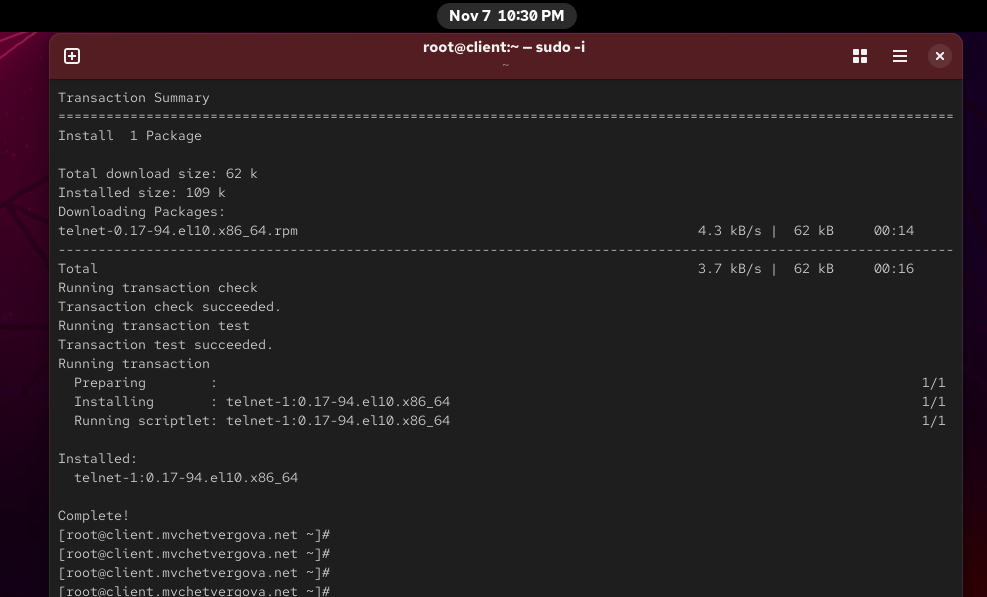 Nov 7 10:30 PM
root@client:~ — sudo -i
~
Transaction Summary
================================================================================================================
Install  1 Package

Total download size: 62 k
Installed size: 109 k
Downloading Packages:
telnet-0.17-94.el10.x86_64.rpm                                                  4.3 kB/s |  62 kB     00:14
----------------------------------------------------------------------------------------------------------------
Total                                                                           3.7 kB/s |  62 kB     00:16
Running transaction check
Transaction check succeeded.
Running transaction test
Transaction test succeeded.
Running transaction
  Preparing        :                                                                                        1/1
  Installing       : telnet-1:0.17-94.el10.x86_64                                                           1/1
  Running scriptlet: telnet-1:0.17-94.el10.x86_64                                                           1/1

Installed:
  telnet-1:0.17-94.el10.x86_64

Complete!
[root@client.mvchetvergova.net ~]#
[root@client.mvchetvergova.net ~]#
[root@client.mvchetvergova.net ~]#
[root@client.mvchetvergova.net ~]#